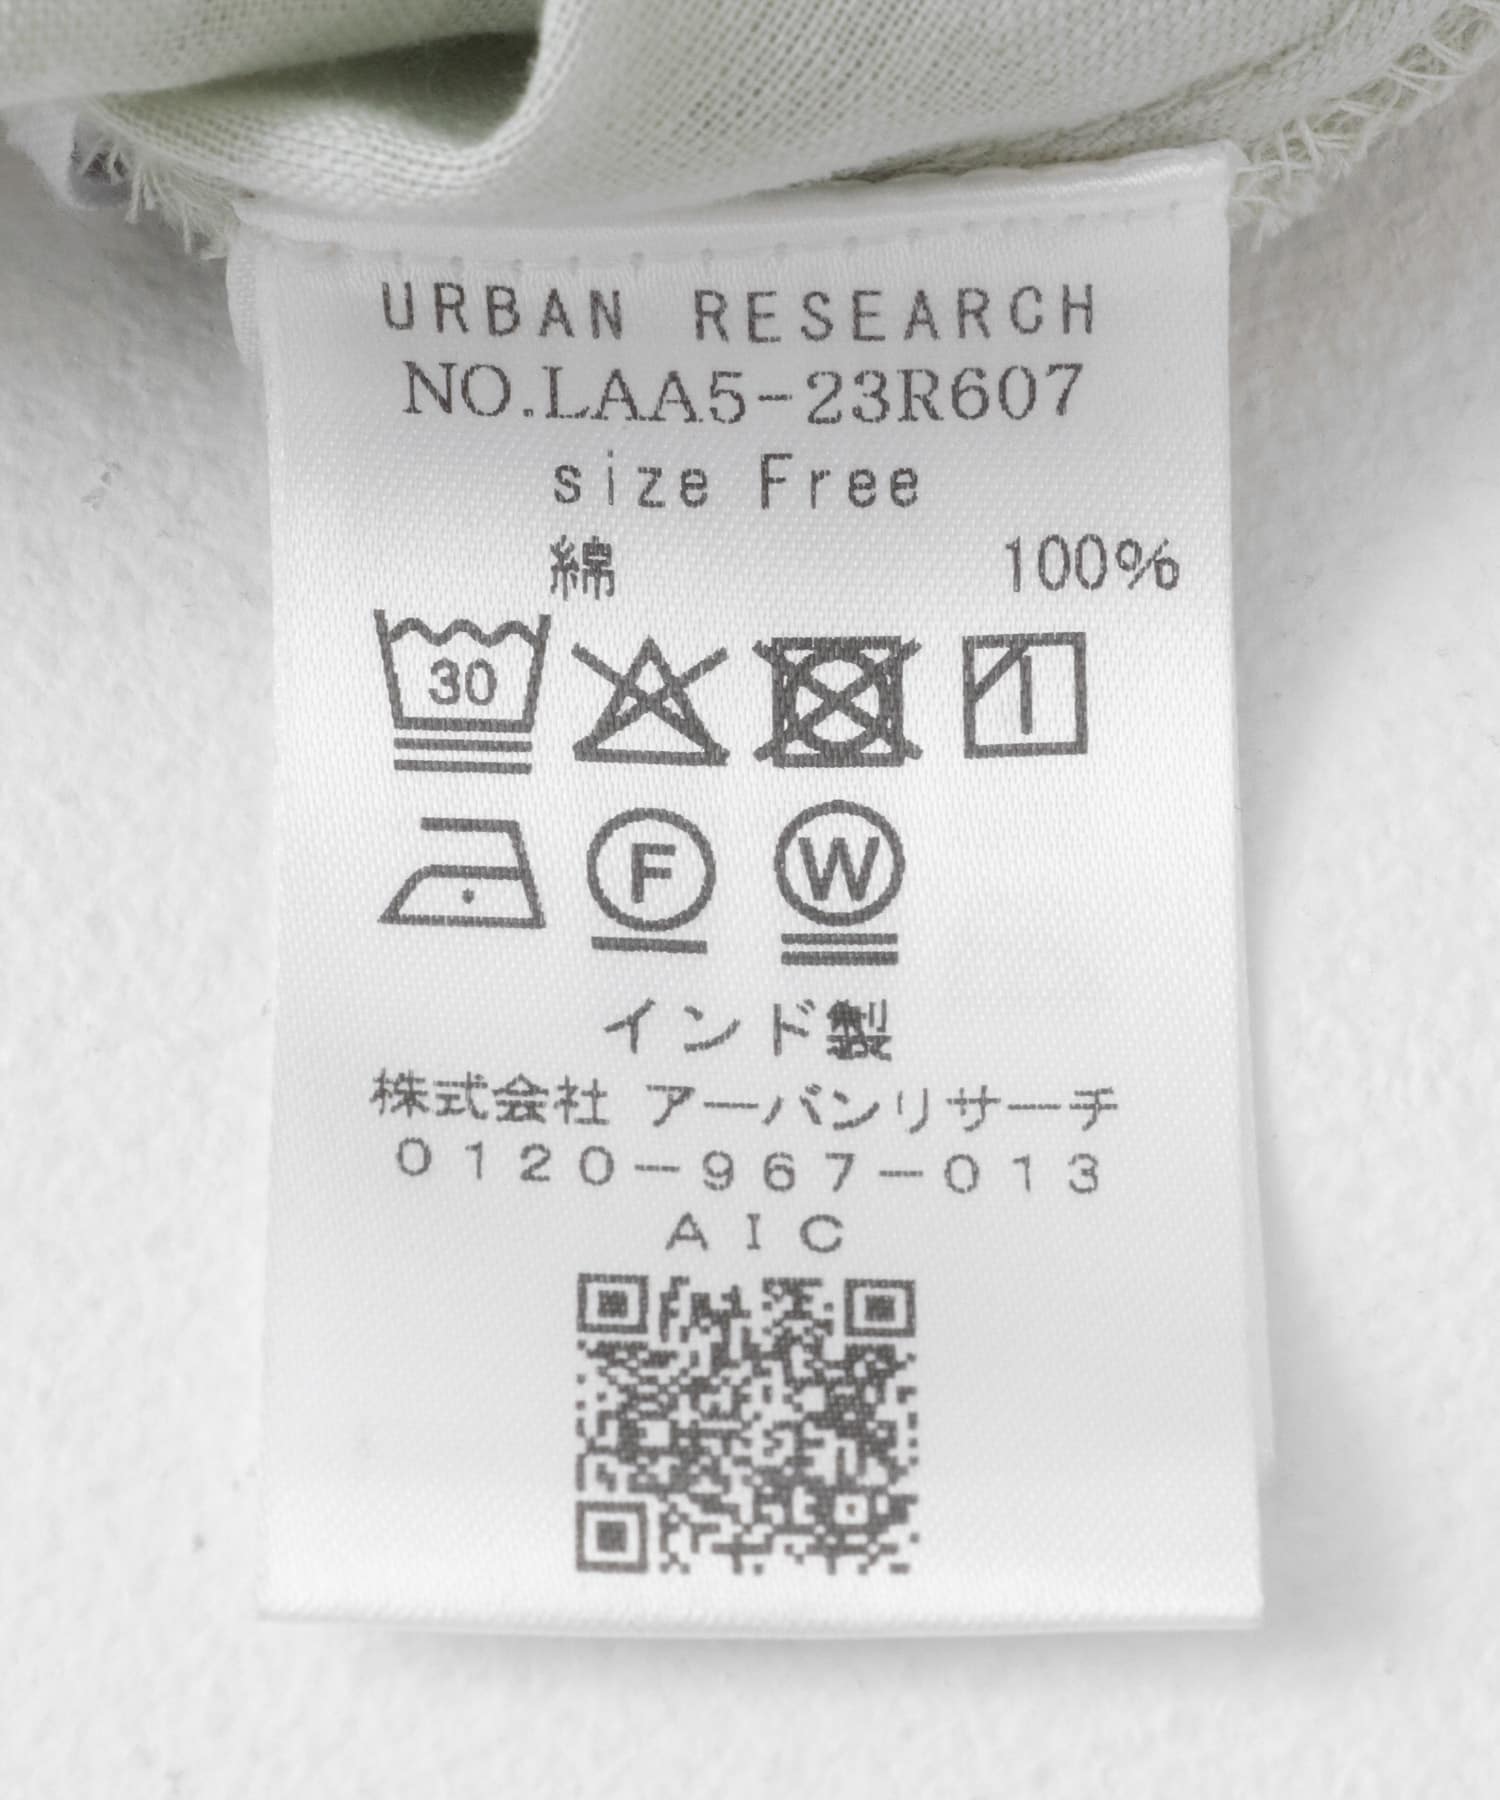 URBAN RESEARCH
NO.LAA5-23R607
size Free
綿 100%
30
F W
インド製
株式会社 アーバンリサーチ
0120-967-013
AIC